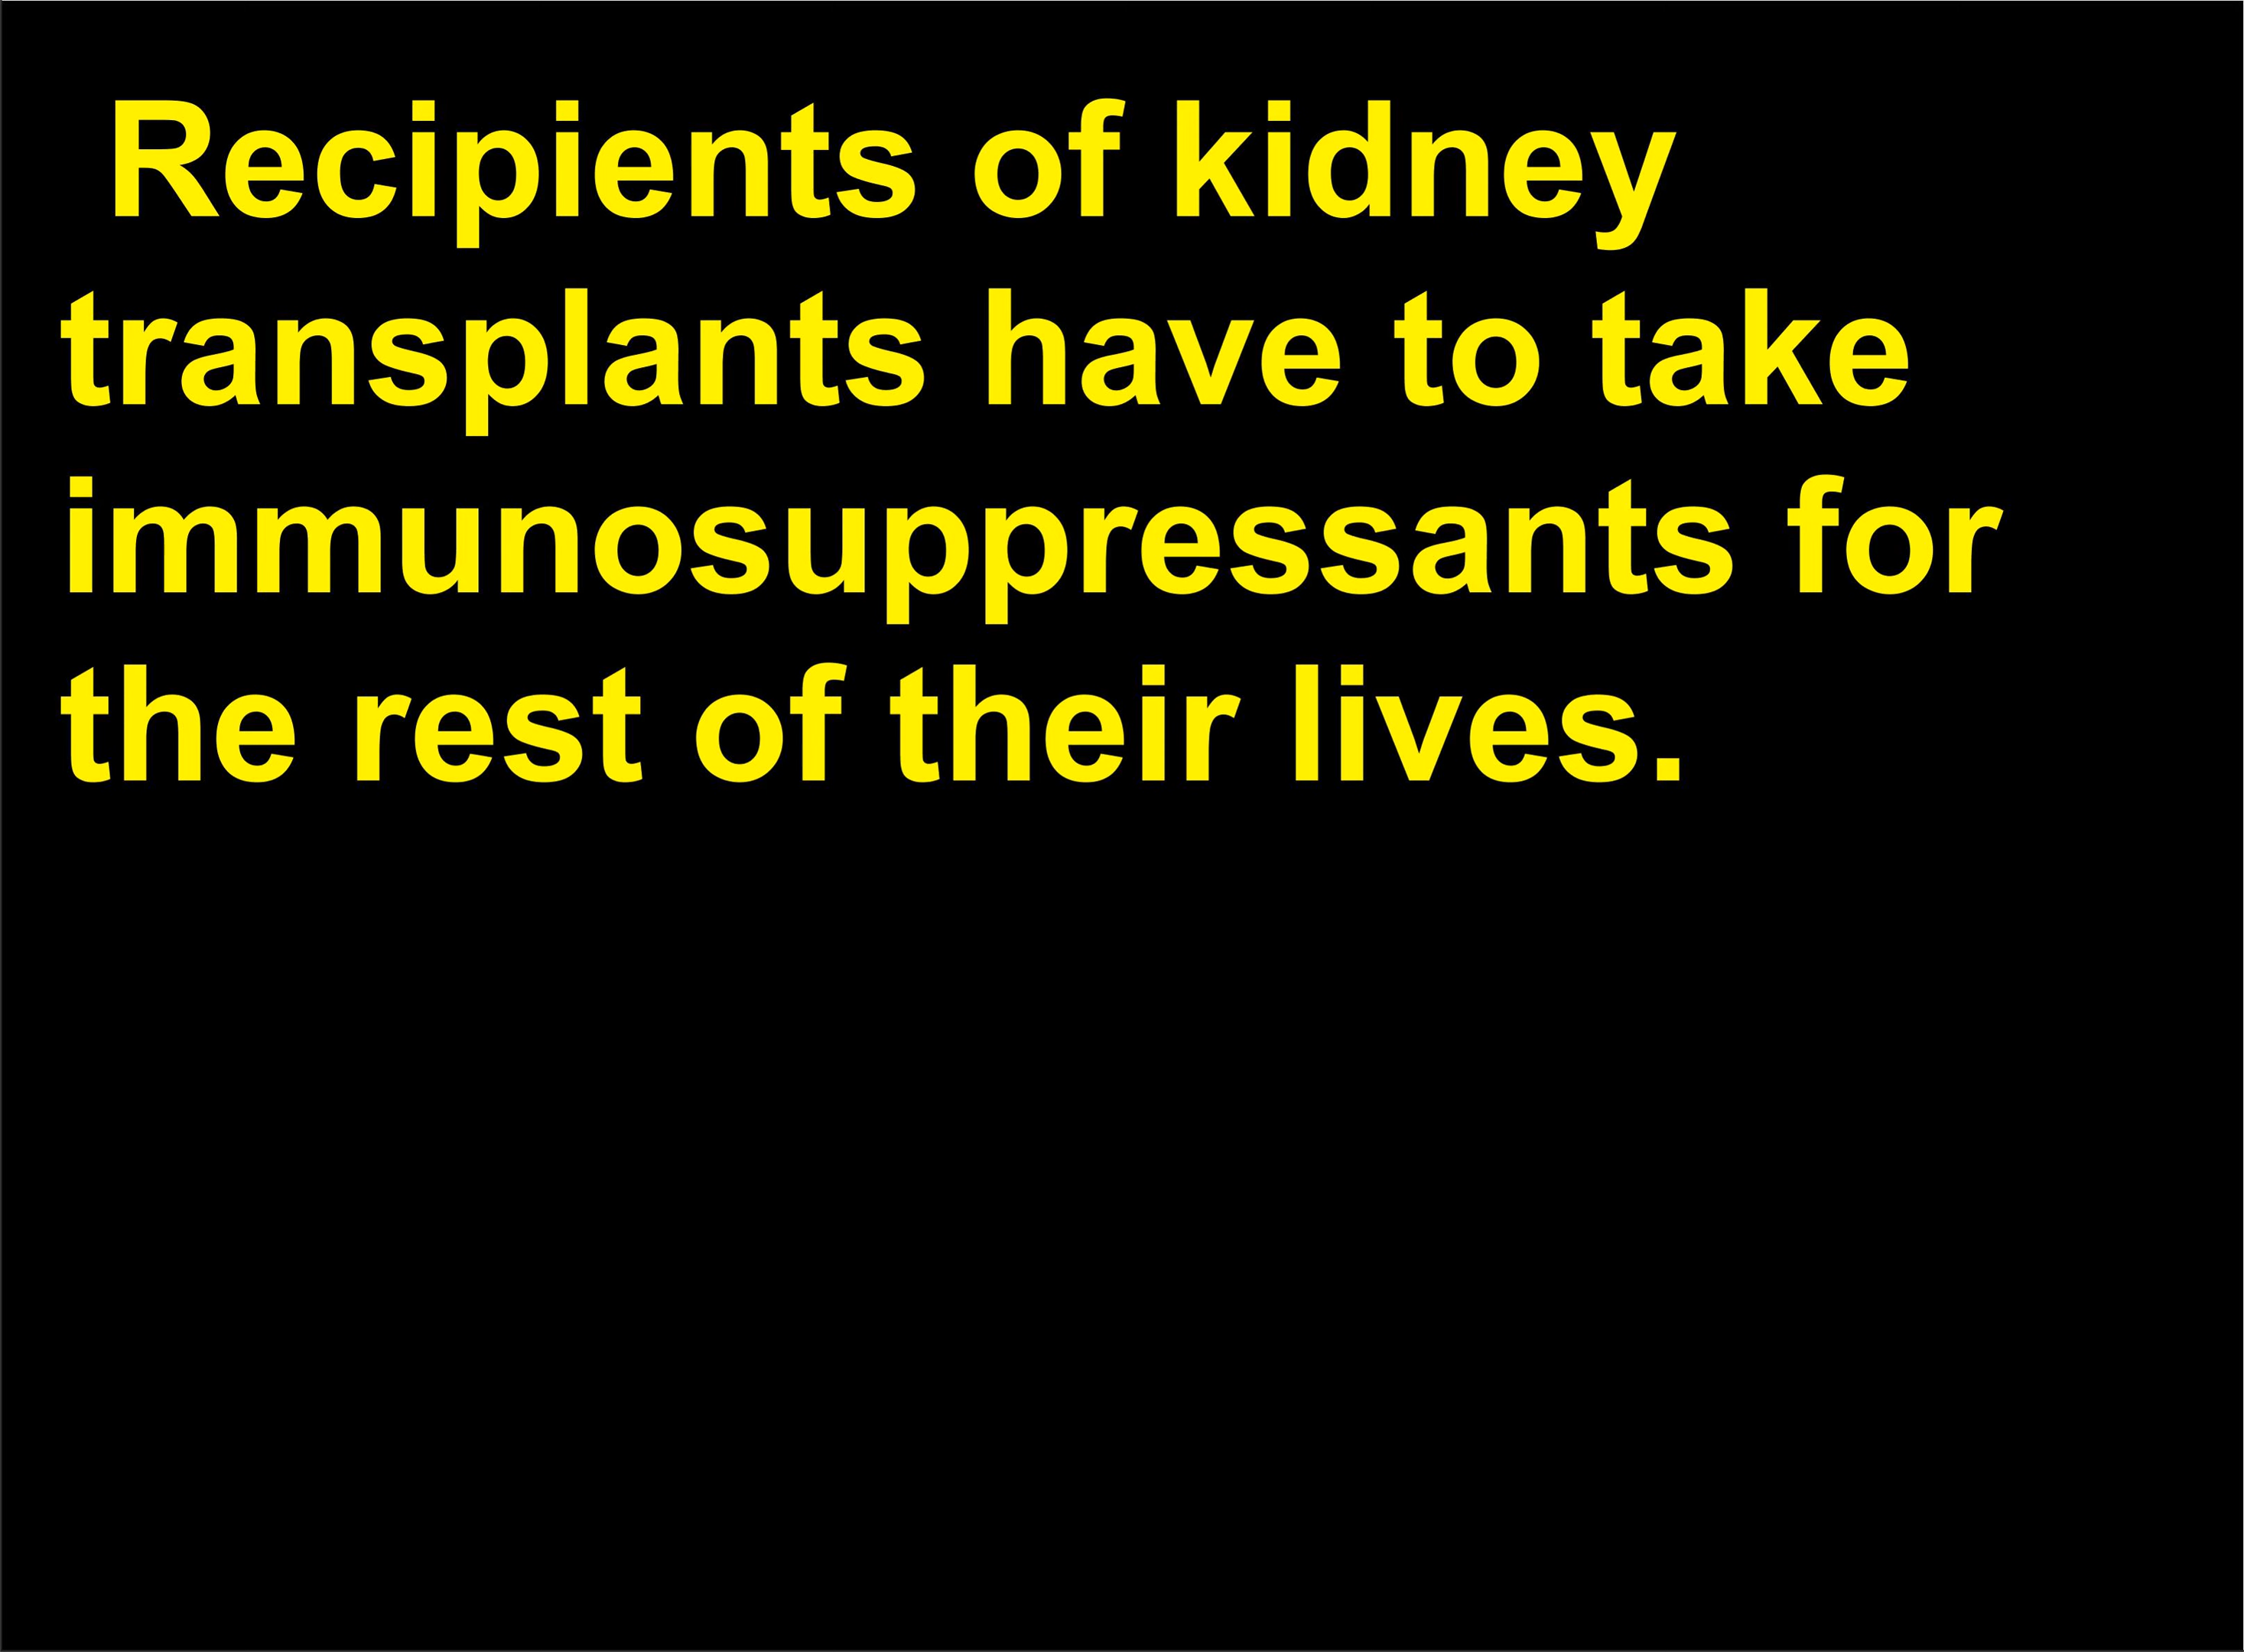 Recipients of kidney
transplants have to take
immunosuppressants for
the rest of their lives.